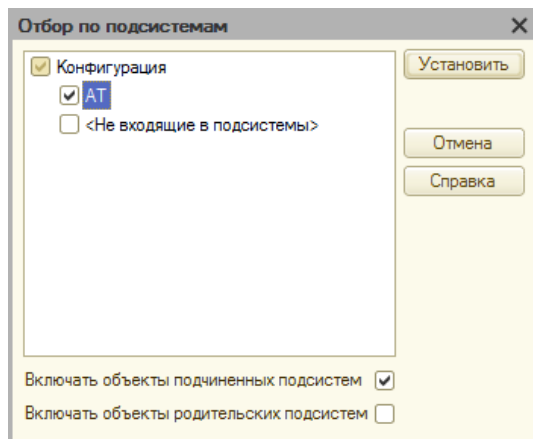 Отбор по подсистемам
Конфигурация
АТ
<Не входящие в подсистемы>
Установить
Отмена
Справка
Включать объекты подчиненных подсистем
Включать объекты родительских подсистем